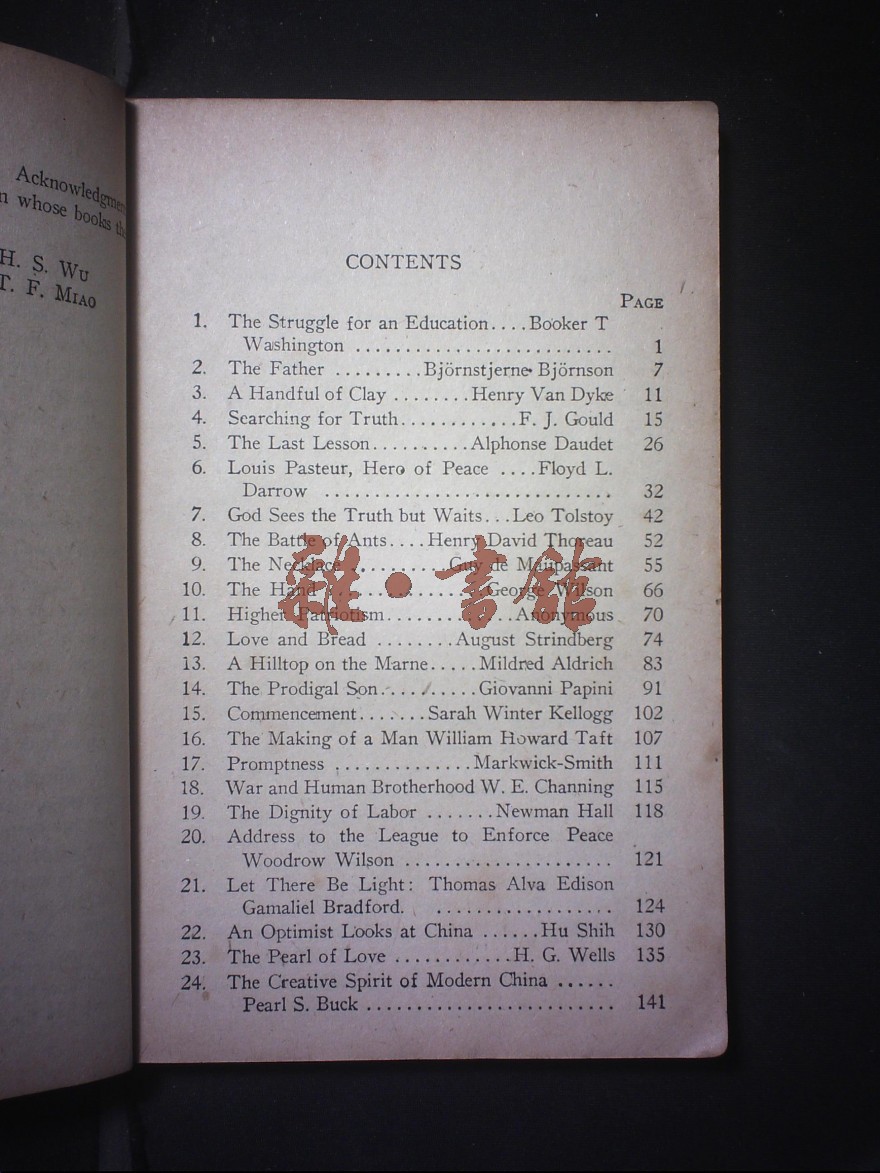 Acknowledgmen
n whose books th
H. S. WU
T. F. MIAO
CONTENTS
PAGE
1. The Struggle for an Education....Booker T
Washington .......................... 1
2. The Father .........Björnstjerne Björnson 7
3. A Handful of Clay ........Henry Van Dyke 11
4. Searching for Truth............F. J. Gould 15
5. The Last Lesson..........Alphonse Daudet 26
6. Louis Pasteur, Hero of Peace ....Floyd L.
Darrow ............................. 32
7. God Sees the Truth but Waits...Leo Tolstoy 42
8. The Battle of Ants....Henry David Thoreau 52
9. The Necklace ..........Guy de Maupassant 55
10. The Hand ................George Wilson 66
11. Higher Patriotism.............Anonymous 70
12. Love and Bread ........August Strindberg 74
13. A Hilltop on the Marne.....Mildred Aldrich 83
14. The Prodigal Son..........Giovanni Papini 91
15. Commencement.......Sarah Winter Kellogg 102
16. The Making of a Man William Howard Taft 107
17. Promptness ..............Markwick-Smith 111
18. War and Human Brotherhood W. E. Channing 115
19. The Dignity of Labor .......Newman Hall 118
20. Address to the League to Enforce Peace
Woodrow Wilson ..................... 121
21. Let There Be Light: Thomas Alva Edison
Gamaliel Bradford. .................. 124
22. An Optimist Looks at China ......Hu Shih 130
23. The Pearl of Love ............H. G. Wells 135
24. The Creative Spirit of Modern China ......
Pearl S. Buck ......................... 141
雜·書館